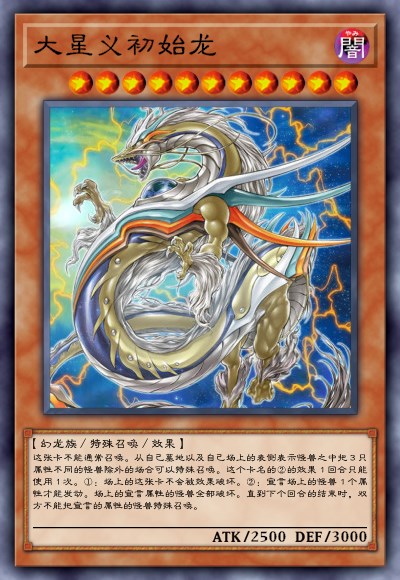 大星义初始龙
やみ
闇
【幻龙族/特殊召唤/效果】
这张卡不能通常召唤。从自己墓地以及自己场上的表侧表示怪兽之中把３只
属性不同的怪兽除外的场合可以特殊召唤。这个卡名的②的效果１回合只能
使用１次。①：场上的这张卡不会被效果破坏。②：宣言场上的怪兽１个属
性才能发动。场上的宣言属性的怪兽全部破坏。直到下个回合的结束时，双
方不能把宣言的属性的怪兽特殊召唤。
ATK/2500 DEF/3000